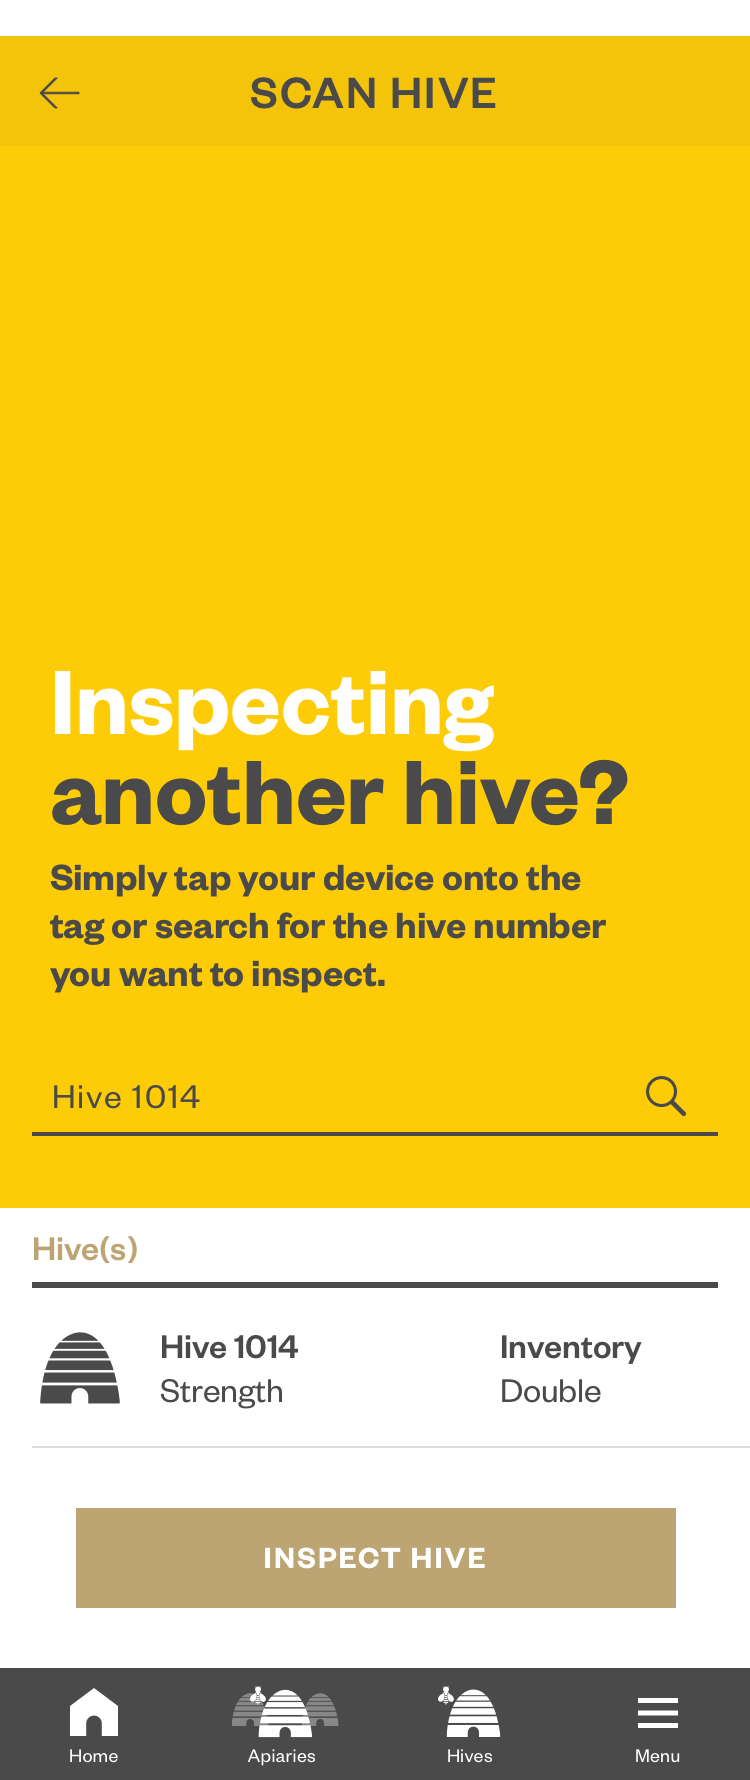 SCAN HIVE
Inspecting
another hive?
Simply tap your device onto the
tag or search for the hive number
you want to inspect.
Hive 1014
Hive(s)
Hive 1014 Inventory
Strength Double
INSPECT HIVE
Home Apiaries Hives Menu